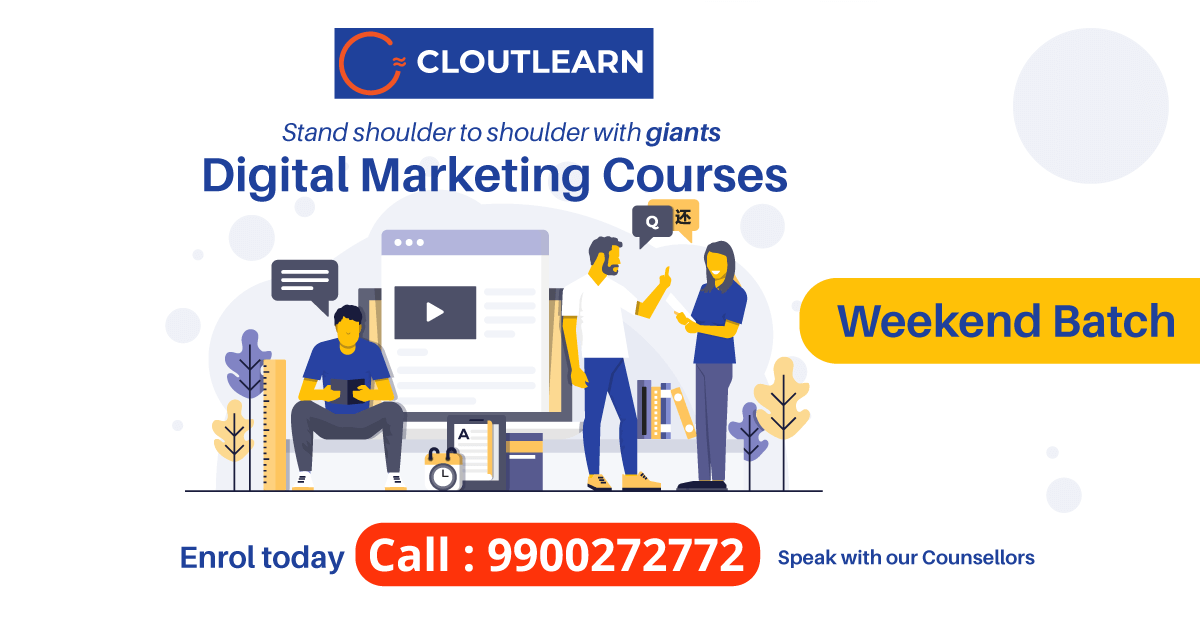 CLOUTLEARN
Stand shoulder to shoulder with giants
Digital Marketing Courses
Q
还
A
Weekend Batch
Enrol today
Call : 9900272772
Speak with our Counsellors